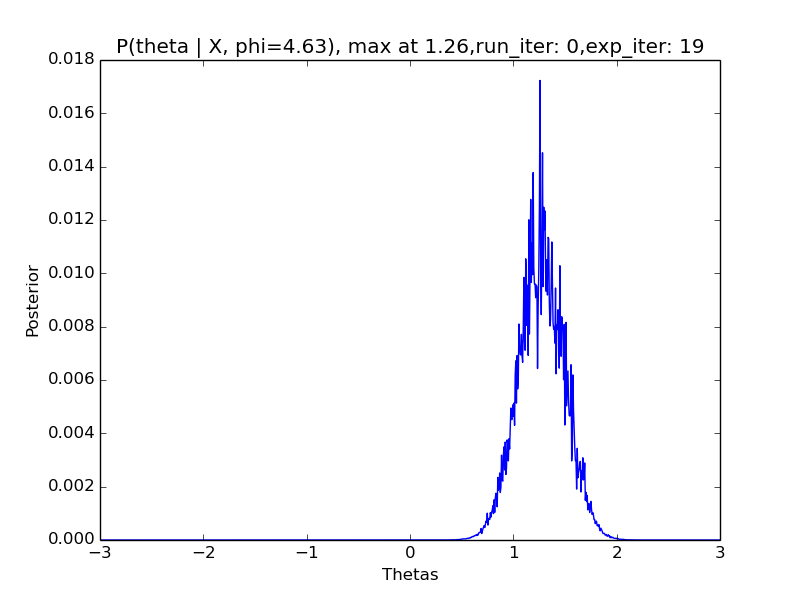 P(theta | X, phi=4.63), max at 1.26,run_iter: 0,exp_iter: 19
0.018
0.016
0.014
0.012
0.010
0.008
0.006
0.004
0.002
0.000
Posterior
−3 −2 −1 0 1 2 3
Thetas